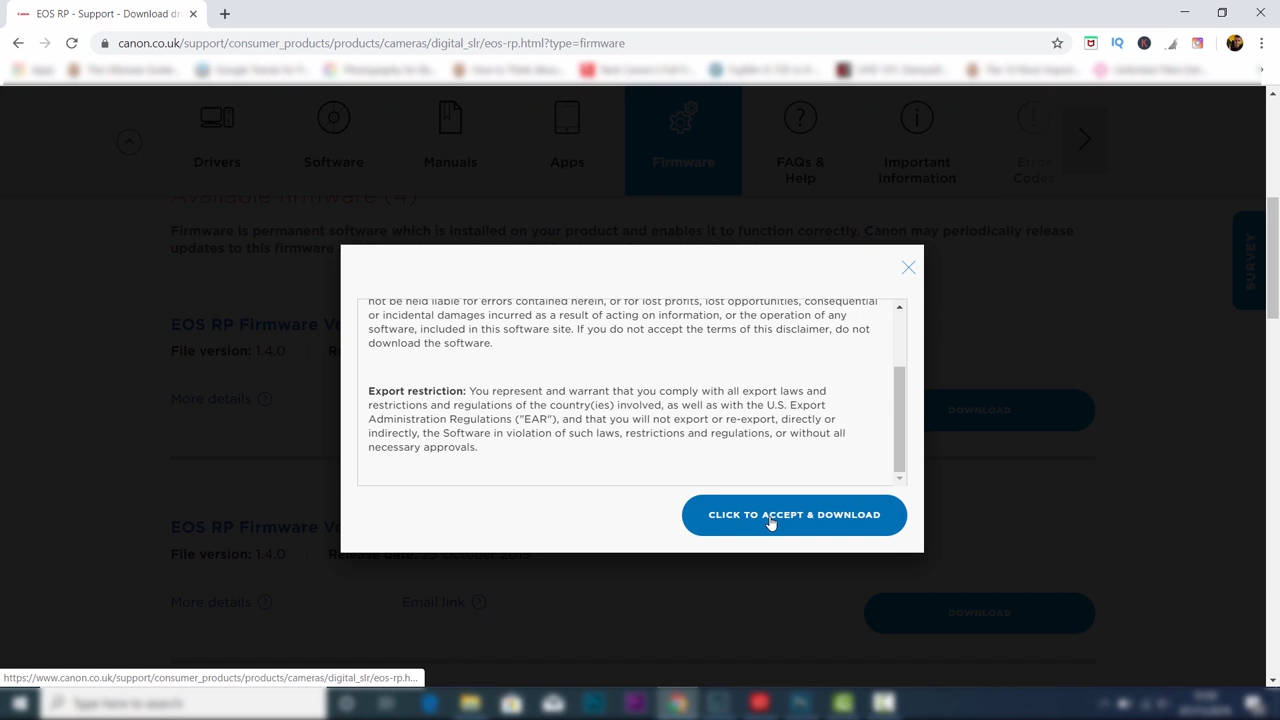 EOS RP - Support - Download dr
canon.co.uk/support/consumer_products/products/cameras/digital_slr/eos-rp.html?type=firmware
Apps
Drivers
Software
Manuals
Apps
Firmware
FAQs &
Help
Important
Information
Error
Codes
Available firmware (4)
Firmware is permanent software which is installed on your product and enables it to function correctly. Canon may periodically release
updates to this firmware
SURVEY
not be held liable for errors contained herein, or for lost profits, lost opportunities, consequential
or incidental damages incurred as a result of acting on information, or the operation of any
software, included in this software site. If you do not accept the terms of this disclaimer, do not
download the software.
Export restriction: You represent and warrant that you comply with all export laws and
restrictions and regulations of the country(ies) involved, as well as with the U.S. Export
Administration Regulations ("EAR"), and that you will not export or re-export, directly or
indirectly, the Software in violation of such laws, restrictions and regulations, or without all
necessary approvals.
CLICK TO ACCEPT & DOWNLOAD
EOS RP Firmware V
File version: 1.4.0
More details
DOWNLOAD
EOS RP Firmware V
File version: 1.4.0 Release date:
More details
Email link
DOWNLOAD
https://www.canon.co.uk/support/consumer_products/products/cameras/digital_slr/eos-rp.h...
Type here to search